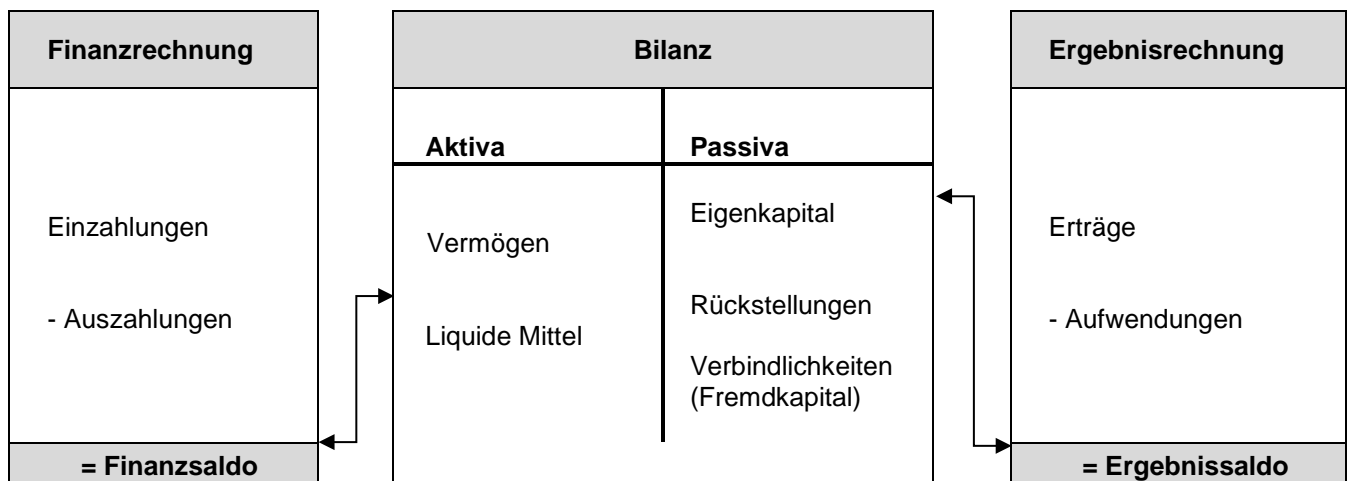 Finanzrechnung
Einzahlungen
- Auszahlungen
= Finanzsaldo
Bilanz
Aktiva
Vermögen
Liquide Mittel
Passiva
Eigenkapital
Rückstellungen
Verbindlichkeiten
(Fremdkapital)
Ergebnisrechnung
Erträge
- Aufwendungen
= Ergebnissaldo